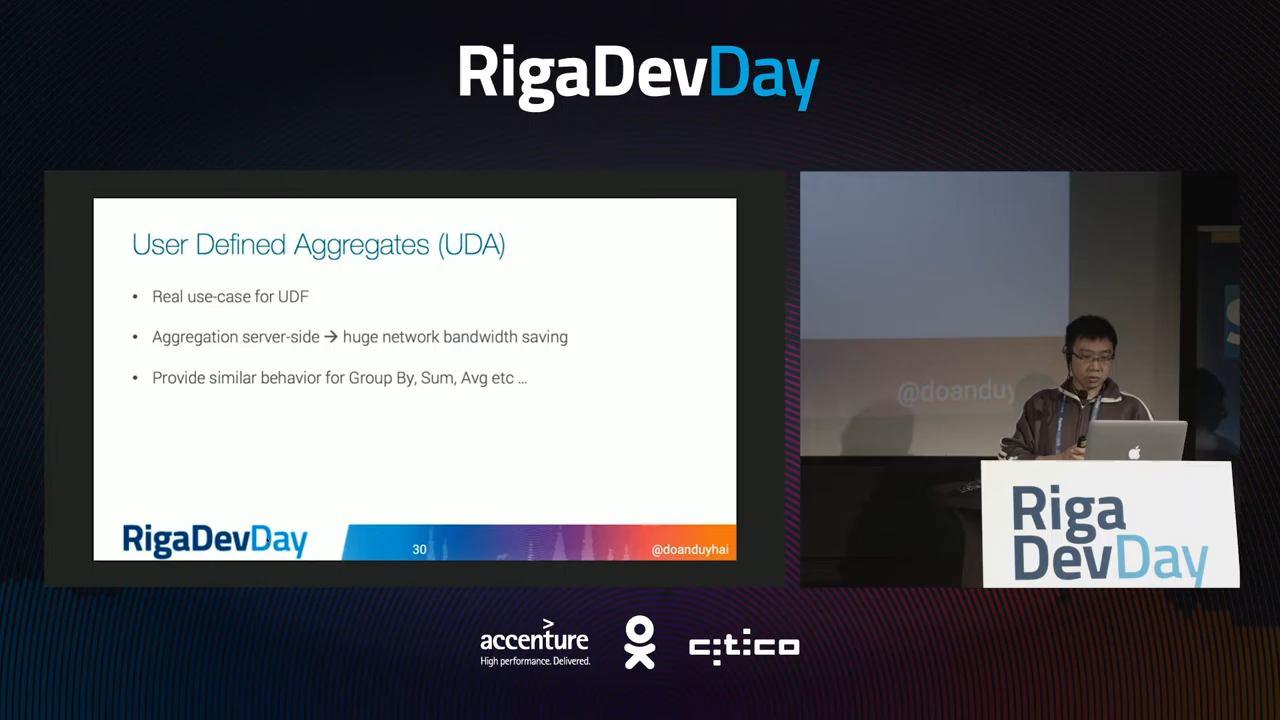 RigaDevDay
User Defined Aggregates (UDA)
• Real use-case for UDF
• Aggregation server-side → huge network bandwidth saving
• Provide similar behavior for Group By, Sum, Avg etc ...
RigaDevDay
30
@doanduyhai
@doanduy
Riga
DevDay
accenture
High performance. Delivered.
citico